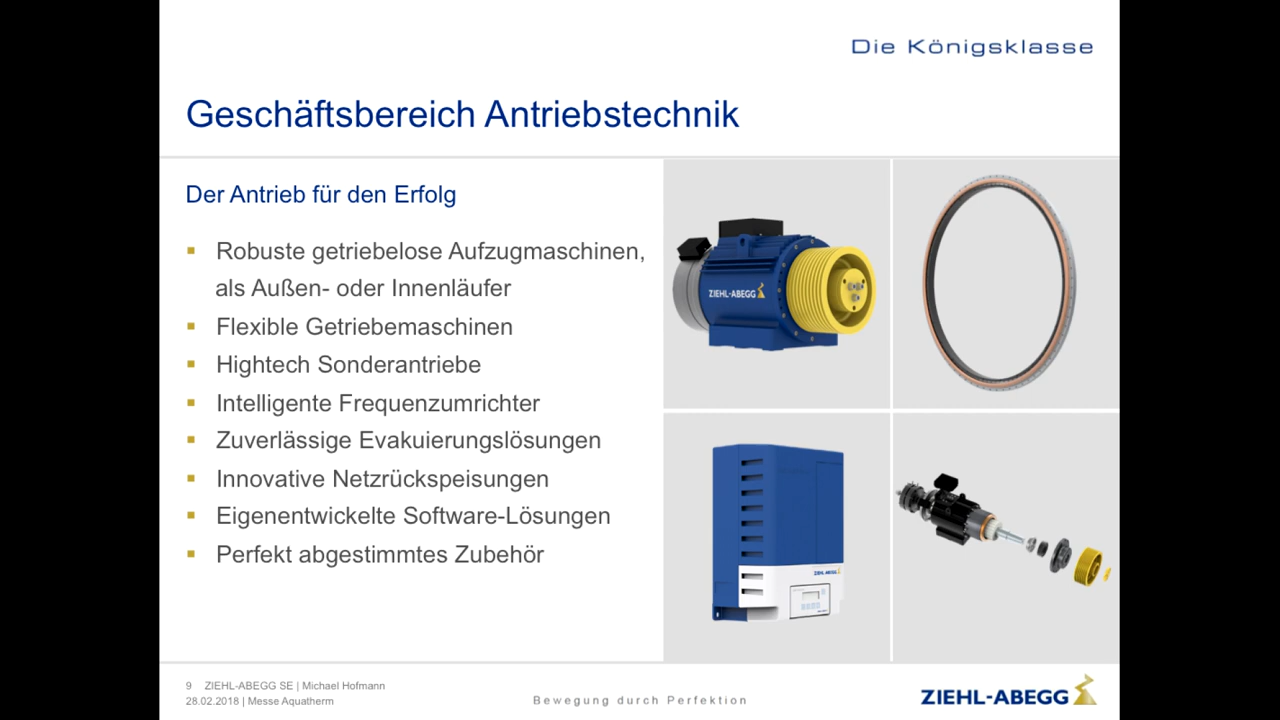 Die Königsklasse
Geschäftsbereich Antriebstechnik
Der Antrieb für den Erfolg
▪ Robuste getriebelose Aufzugmaschinen,
als Außen- oder Innenläufer
▪ Flexible Getriebemaschinen
▪ Hightech Sonderantriebe
▪ Intelligente Frequenzumrichter
▪ Zuverlässige Evakuierungslösungen
▪ Innovative Netzrückspeisungen
▪ Eigenentwickelte Software-Lösungen
▪ Perfekt abgestimmtes Zubehör
ZIEHL-ABEGG
ZIEHL-ABEGG
9 ZIEHL-ABEGG SE | Michael Hofmann
28.02.2018 | Messe Aquatherm
Bewegung durch Perfektion
ZIEHL-ABEGG